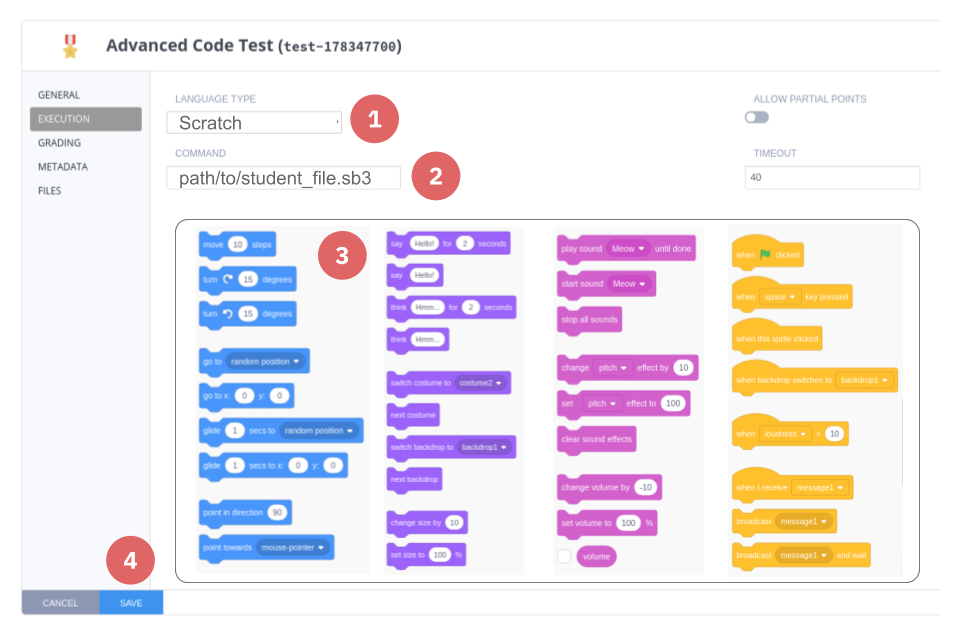 Advanced Code Test (test-178347700)
GENERAL
EXECUTION
GRADING
METADATA
FILES
LANGUAGE TYPE
Scratch
1
ALLOW PARTIAL POINTS
COMMAND
path/to/student_file.sb3
2
TIMEOUT
40
3
move 10 steps
turn 15 degrees
turn 15 degrees
go to random position
go to x: 0 y: 0
glide 1 secs to random position
glide 1 secs to x: 0 y: 0
point in direction 90
point towards mouse-pointer
say Hello! for 2 seconds
say Hello!
think Hmm... for 2 seconds
think Hmm...
switch costume to costume2
next costume
switch backdrop to backdrop1
next backdrop
change size by 10
set size to 100 %
play sound Meow until done
start sound Meow
stop all sounds
change pitch effect by 10
set pitch effect to 100
clear sound effects
change volume by -10
set volume to 100 %
volume
when clicked
when space key pressed
when this sprite clicked
when backdrop switches to backdrop1
when loudness > 10
when I receive message1
broadcast message1
broadcast message1 and wait
4
CANCEL
SAVE